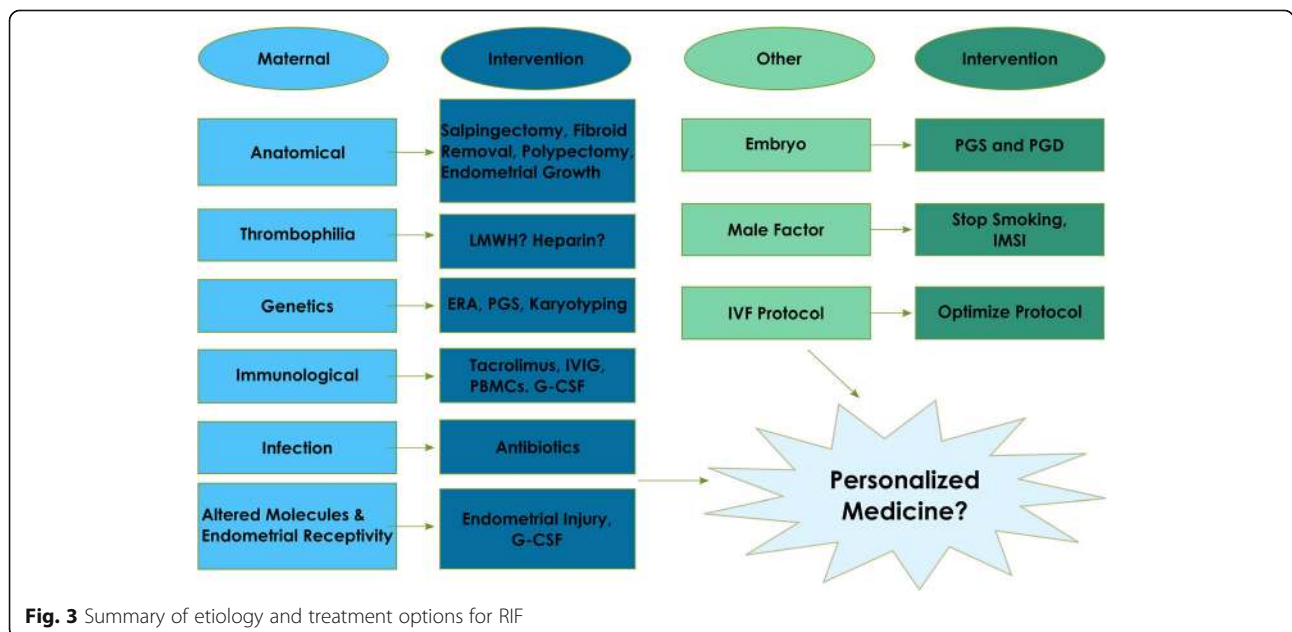 Maternal
Intervention
Other
Intervention
Anatomical
Salpingectomy, Fibroid
Removal, Polypectomy,
Endometrial Growth
Embryo
PGS and PGD
Thrombophilia
LMWH? Heparin?
Male Factor
Stop Smoking,
IMSI
Genetics
ERA, PGS, Karyotyping
IVF Protocol
Optimize Protocol
Immunological
Tacrolimus, IVIG,
PBMCs. G-CSF
Infection
Antibiotics
Altered Molecules &
Endometrial Receptivity
Endometrial Injury,
G-CSF
Personalized
Medicine?
Fig. 3 Summary of etiology and treatment options for RIF